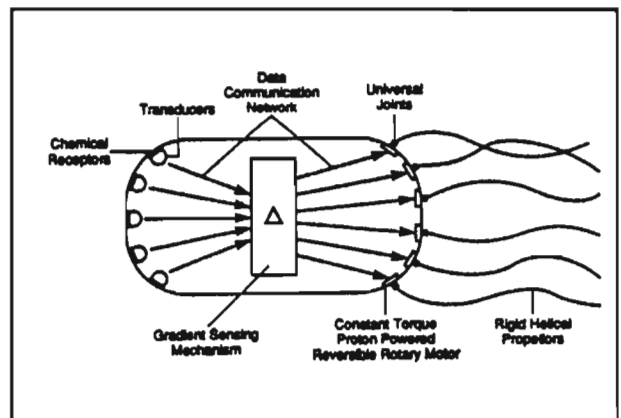 Data
Communication
Network
Universal
Joints
Transducers
Chemical
Receptors
Δ
Gradient Sensing
Mechanism
Constant Torque
Proton Powered
Reversible Rotary Motor
Rigid Helical
Propellors